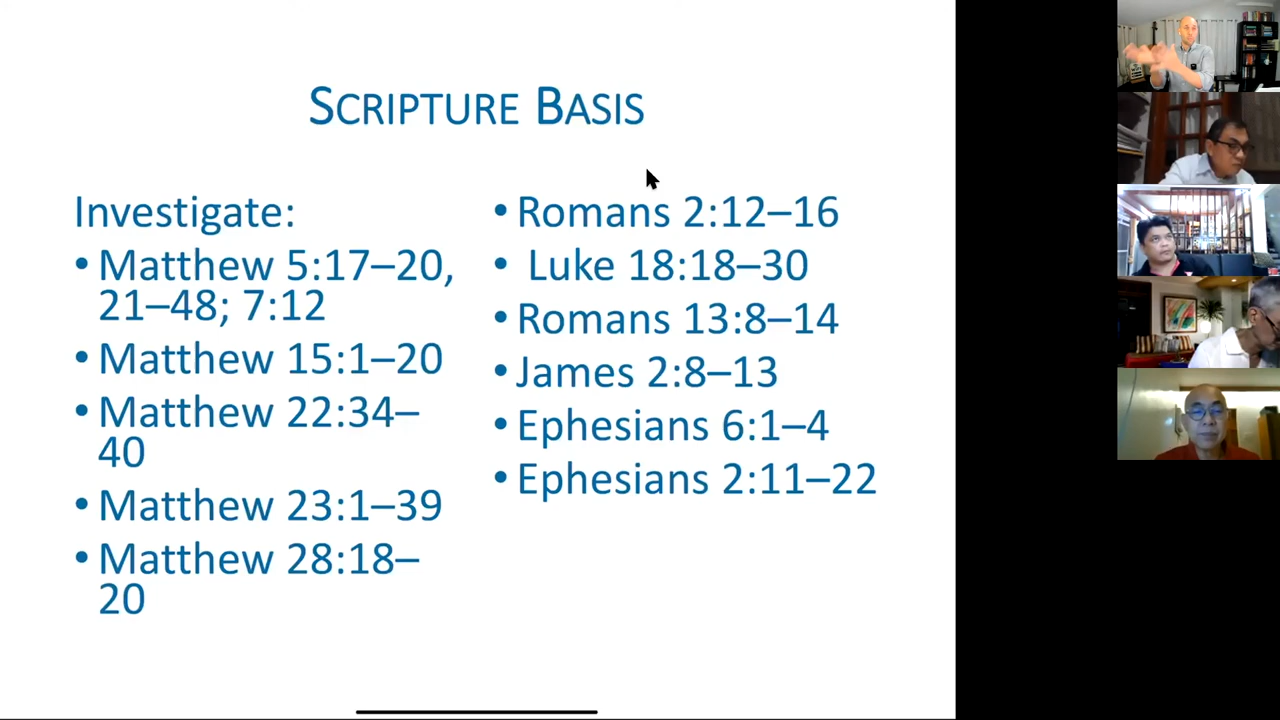 SCRIPTURE BASIS
Investigate:
• Matthew 5:17–20,
21–48; 7:12
• Matthew 15:1–20
• Matthew 22:34–
40
• Matthew 23:1–39
• Matthew 28:18–
20
• Romans 2:12–16
• Luke 18:18–30
• Romans 13:8–14
• James 2:8–13
• Ephesians 6:1–4
• Ephesians 2:11–22